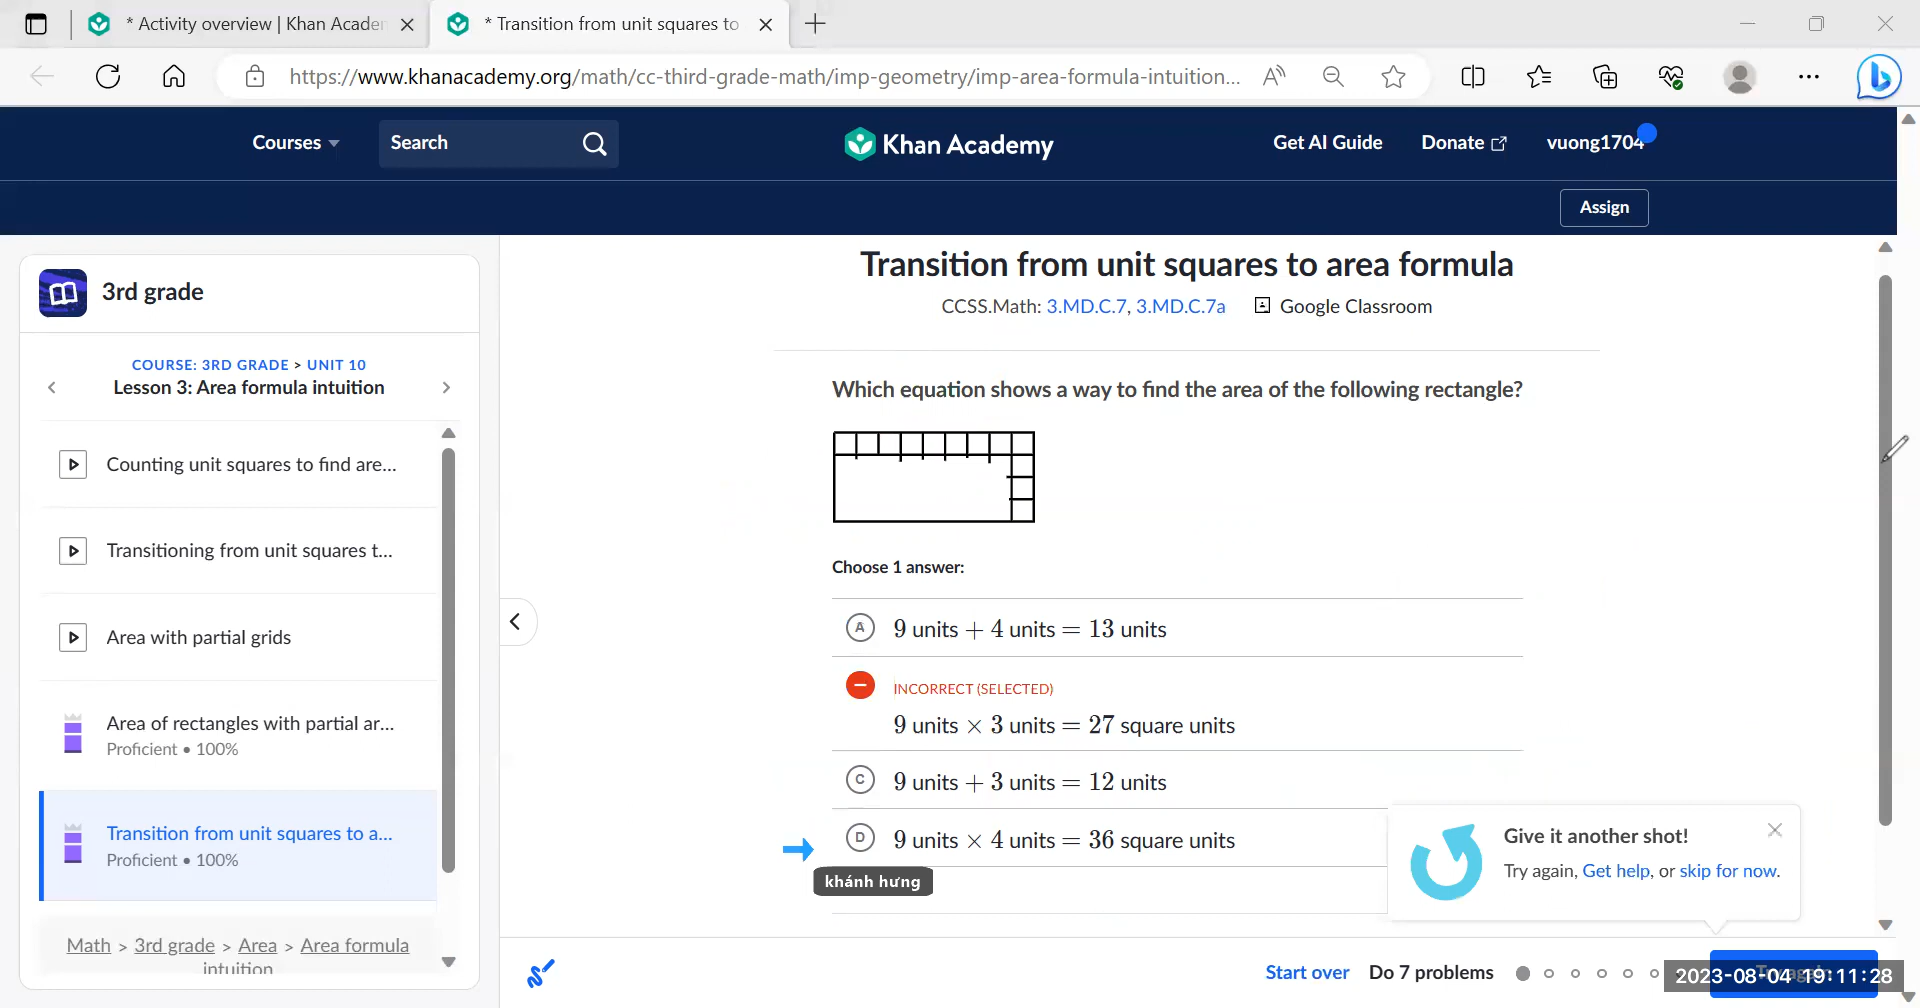 * Activity overview | Khan Acade
* Transition from unit squares to
https://www.khanacademy.org/math/cc-third-grade-math/imp-geometry/imp-area-formula-intuition...
Courses
Search
Khan Academy
Get AI Guide
Donate
vuong1704
Assign
3rd grade
COURSE: 3RD GRADE > UNIT 10
Lesson 3: Area formula intuition
Counting unit squares to find are...
Transitioning from unit squares t...
Area with partial grids
Area of rectangles with partial ar...
Proficient • 100%
Transition from unit squares to a...
Proficient • 100%
Math > 3rd grade > Area > Area formula
intuition
Transition from unit squares to area formula
CCSS.Math: 3.MD.C.7, 3.MD.C.7a Google Classroom
Which equation shows a way to find the area of the following rectangle?
Choose 1 answer:
A 9 units + 4 units = 13 units
INCORRECT (SELECTED)
9 units × 3 units = 27 square units
C 9 units + 3 units = 12 units
D 9 units × 4 units = 36 square units
khánh hưng
Give it another shot!
Try again, Get help, or skip for now.
Start over
Do 7 problems
2023-08-04 19:11:28